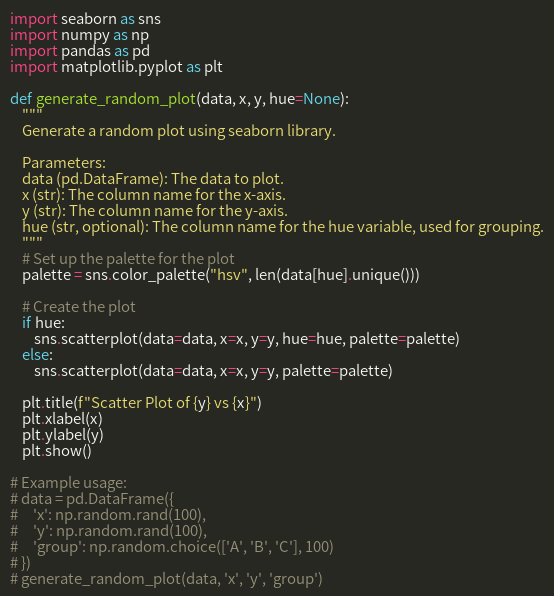 import seaborn as sns
import numpy as np
import pandas as pd
import matplotlib.pyplot as plt

def generate_random_plot(data, x, y, hue=None):
    """
    Generate a random plot using seaborn library.

    Parameters:
    data (pd.DataFrame): The data to plot.
    x (str): The column name for the x-axis.
    y (str): The column name for the y-axis.
    hue (str, optional): The column name for the hue variable, used for grouping.
    """
    # Set up the palette for the plot
    palette = sns.color_palette("hsv", len(data[hue].unique()))

    # Create the plot
    if hue:
        sns.scatterplot(data=data, x=x, y=y, hue=hue, palette=palette)
    else:
        sns.scatterplot(data=data, x=x, y=y, palette=palette)

    plt.title(f"Scatter Plot of {y} vs {x}")
    plt.xlabel(x)
    plt.ylabel(y)
    plt.show()

# Example usage:
# data = pd.DataFrame({
#     'x': np.random.rand(100),
#     'y': np.random.rand(100),
#     'group': np.random.choice(['A', 'B', 'C'], 100)
# })
# generate_random_plot(data, 'x', 'y', 'group')